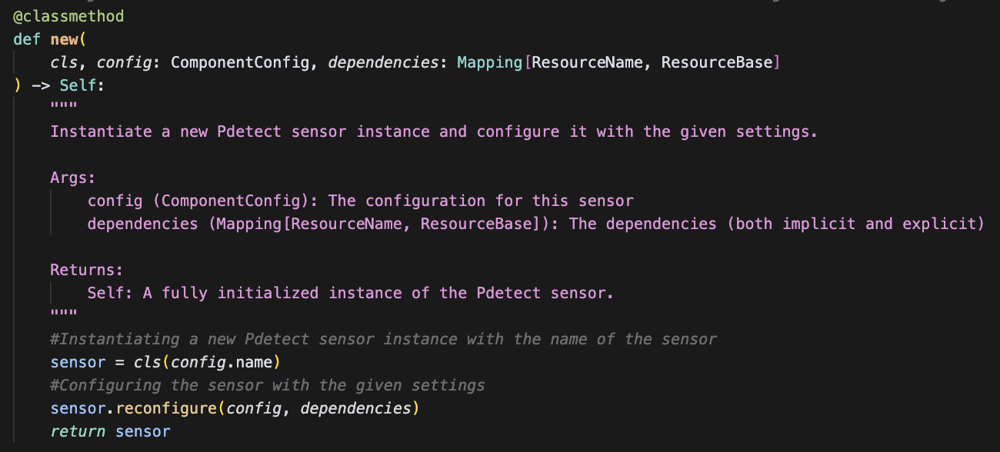 @classmethod
def new(
    cls, config: ComponentConfig, dependencies: Mapping[ResourceName, ResourceBase]
) -> Self:
    """
    Instantiate a new Pdetect sensor instance and configure it with the given settings.

    Args:
        config (ComponentConfig): The configuration for this sensor
        dependencies (Mapping[ResourceName, ResourceBase]): The dependencies (both implicit and explicit)

    Returns:
        Self: A fully initialized instance of the Pdetect sensor.
    """
    #Instantiating a new Pdetect sensor instance with the name of the sensor
    sensor = cls(config.name)
    #Configuring the sensor with the given settings
    sensor.reconfigure(config, dependencies)
    return sensor